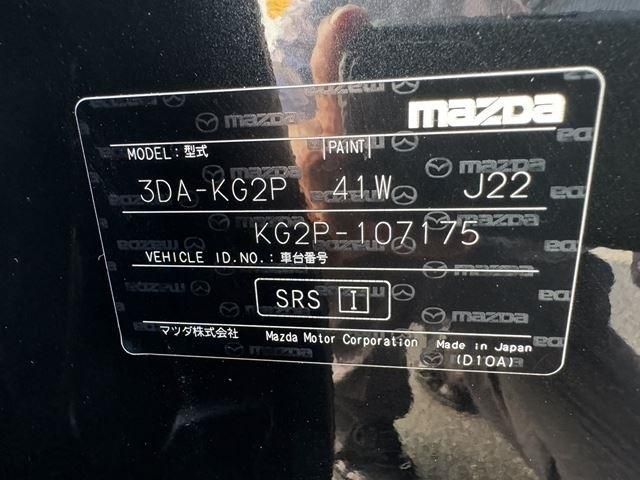 mazda
MODEL:型式 PAINT
3DA-KG2P 41W J22
KG2P-107175
VEHICLE ID.NO.:車台番号
SRS I
マツダ株式会社 Mazda Motor Corporation Made in Japan
(D10A)